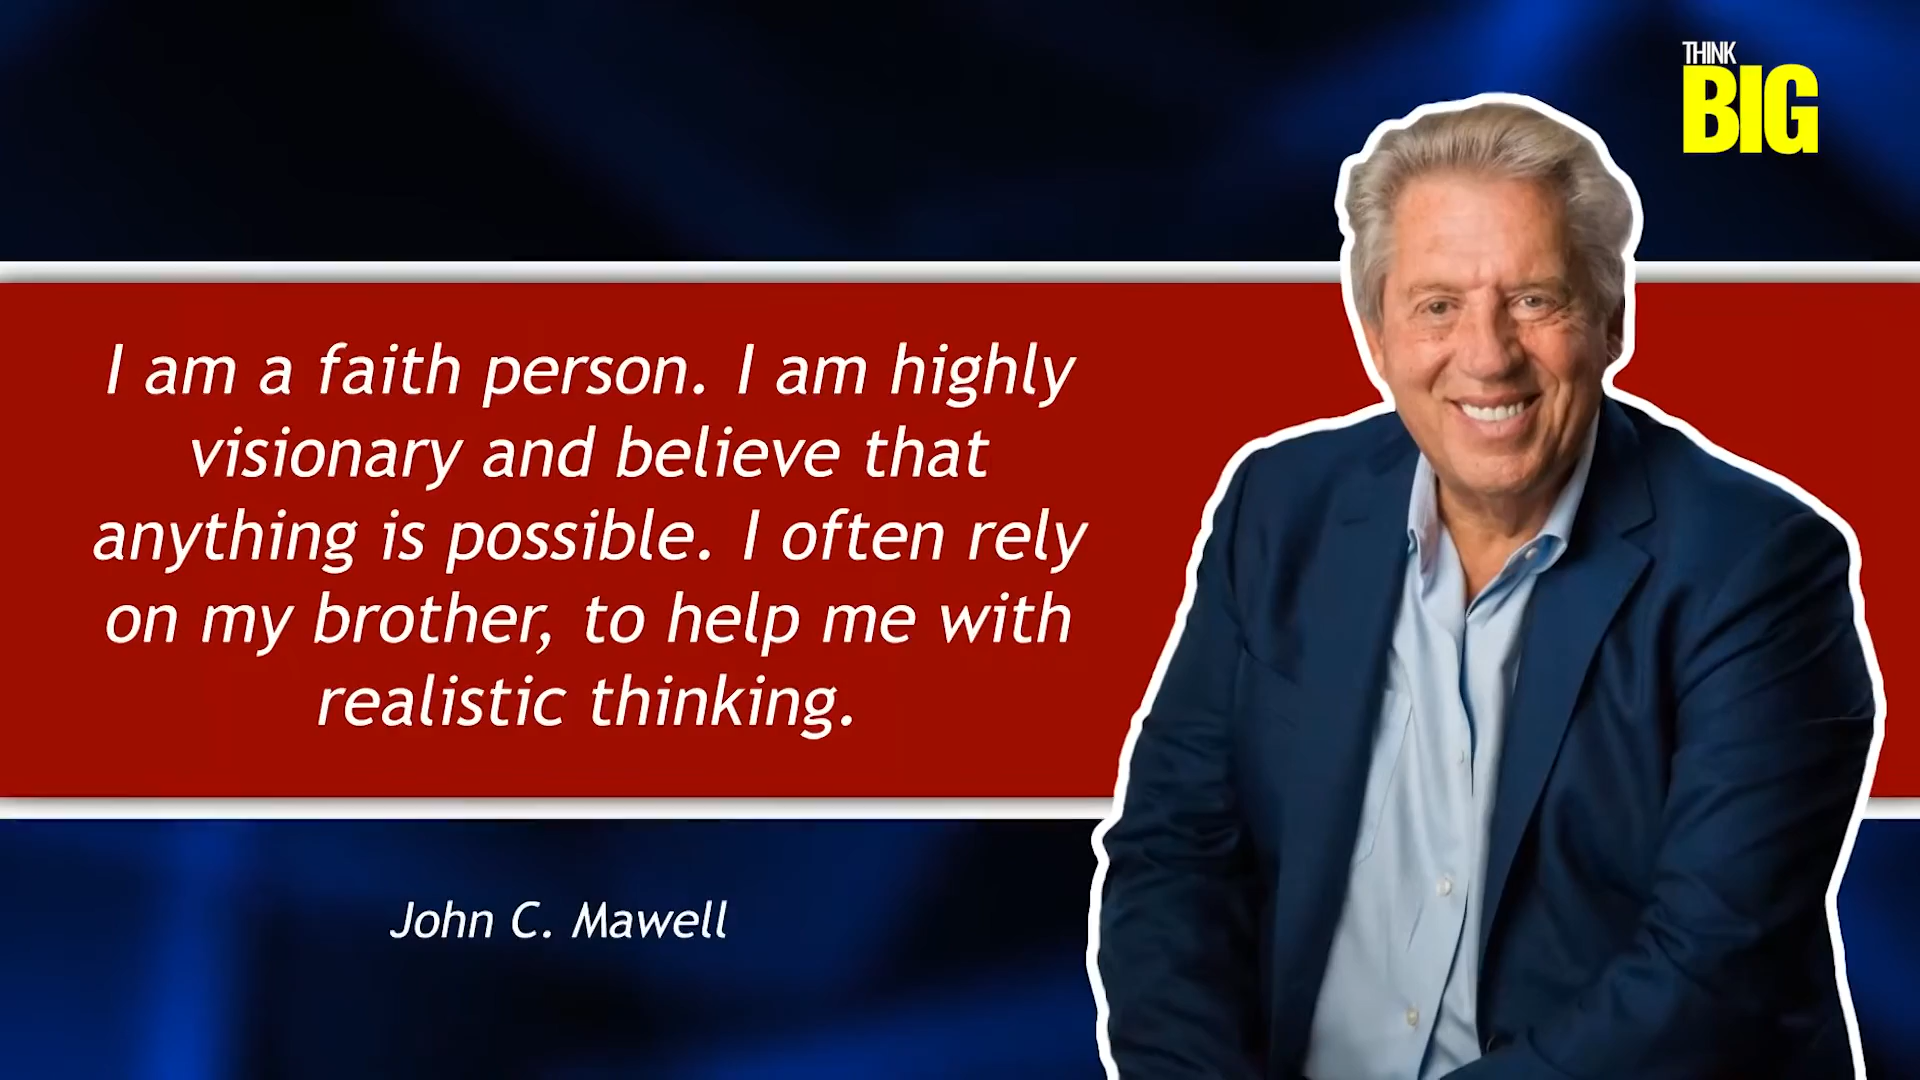 THINK
BIG
I am a faith person. I am highly
visionary and believe that
anything is possible. I often rely
on my brother, to help me with
realistic thinking.
John C. Mawell